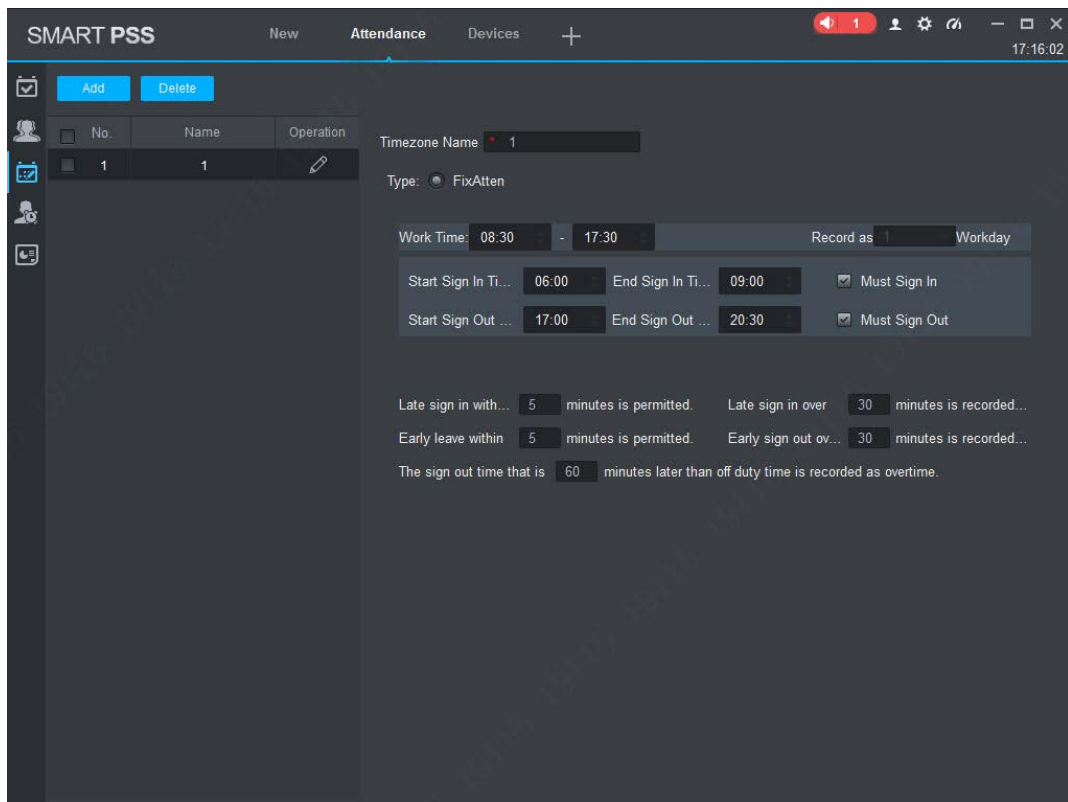 SMART PSS New Attendance Devices 1
17:16:02
Add Delete
No. Name Operation
1 1
Timezone Name * 1
Type: FixAtten
Work Time: 08:30 - 17:30 Record as 1 Workday
Start Sign In Ti... 06:00 End Sign In Ti... 09:00 Must Sign In
Start Sign Out ... 17:00 End Sign Out ... 20:30 Must Sign Out
Late sign in with... 5 minutes is permitted. Late sign in over 30 minutes is recorded...
Early leave within 5 minutes is permitted. Early sign out ov... 30 minutes is recorded...
The sign out time that is 60 minutes later than off duty time is recorded as overtime.